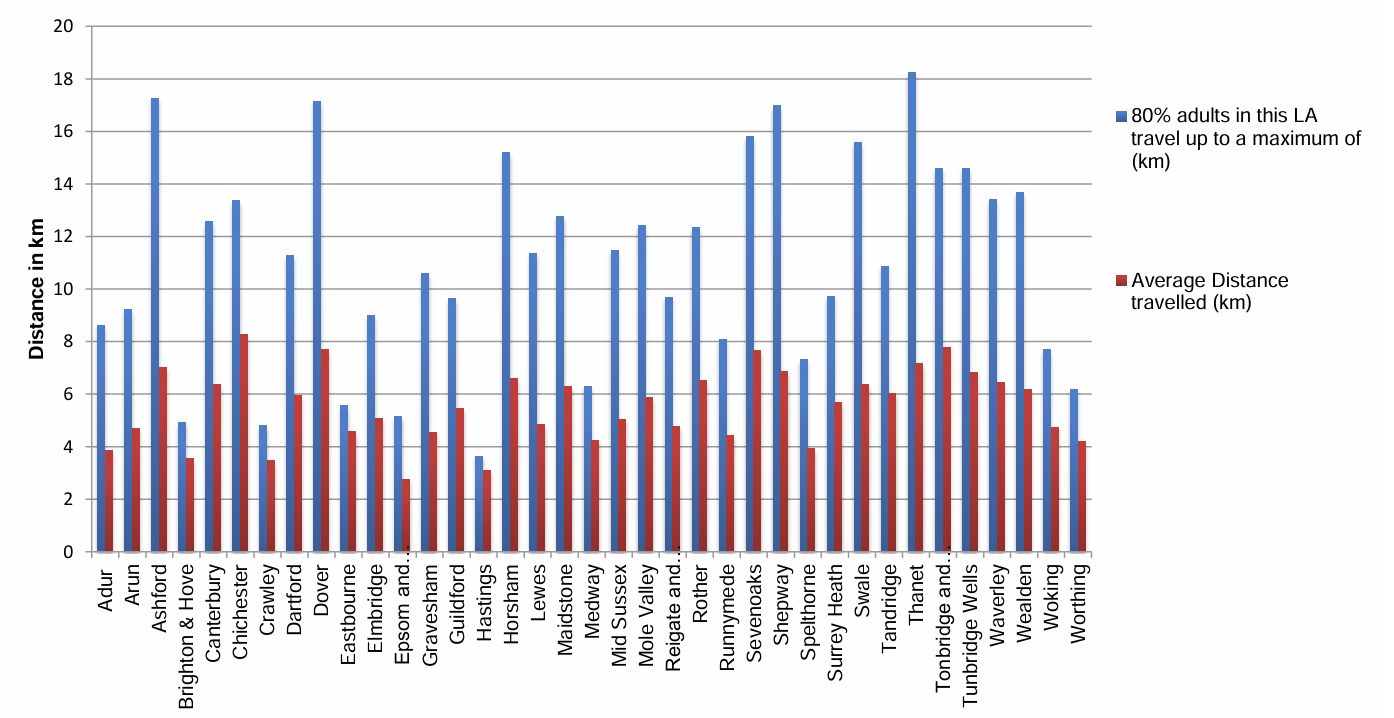 20
18
16
14
12
10
8
6
4
2
0
Distance in km
Adur
Arun
Ashford
Brighton & Hove
Canterbury
Chichester
Crawley
Dartford
Dover
Eastbourne
Elmbridge
Epsom and…
Gravesham
Guildford
Hastings
Horsham
Lewes
Maidstone
Medway
Mid Sussex
Mole Valley
Reigate and…
Rother
Runnymede
Sevenoaks
Shepway
Spelthorne
Surrey Heath
Swale
Tandridge
Thanet
Tonbridge and…
Tunbridge Wells
Waverley
Wealden
Woking
Worthing
80% adults in this LA
travel up to a maximum of
(km)
Average Distance
travelled (km)